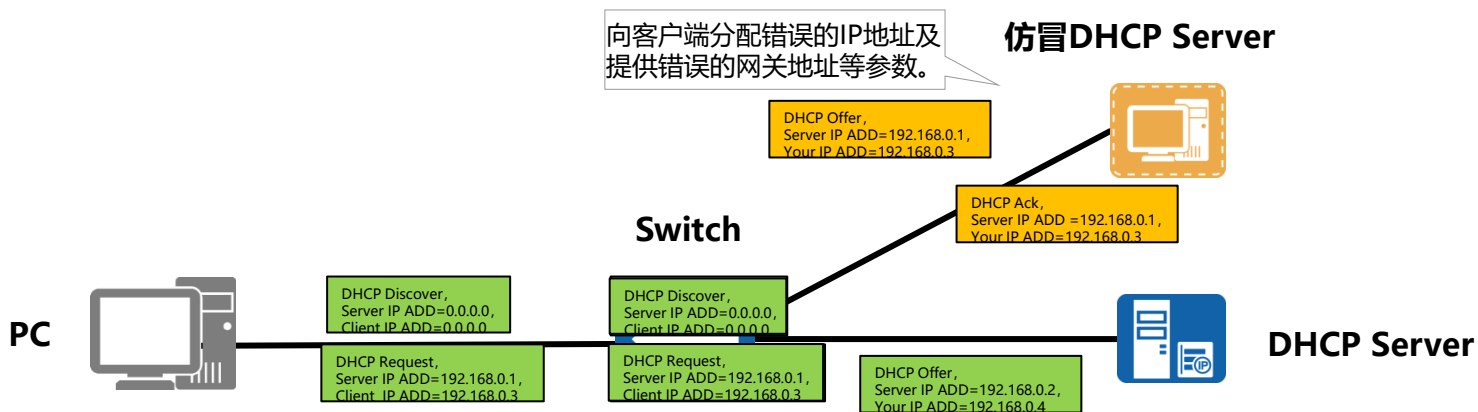 向客户端分配错误的IP地址及
提供错误的网关地址等参数。
仿冒DHCP Server
DHCP Offer,
Server IP ADD=192.168.0.1,
Your IP ADD=192.168.0.3
DHCP Ack,
Server IP ADD =192.168.0.1,
Your IP ADD=192.168.0.3
Switch
DHCP Discover,
Server IP ADD=0.0.0.0,
Client IP ADD=0.0.0.0
DHCP Discover,
Server IP ADD=0.0.0.0,
Client IP ADD=0.0.0.0
PC
DHCP Server
IP
DHCP Request,
Server IP ADD=192.168.0.1,
Client  IP ADD=192.168.0.3
DHCP Request,
Server IP ADD=192.168.0.1,
Client IP ADD=192.168.0.3
DHCP Offer,
Server IP ADD=192.168.0.2,
Your IP ADD=192.168.0.4